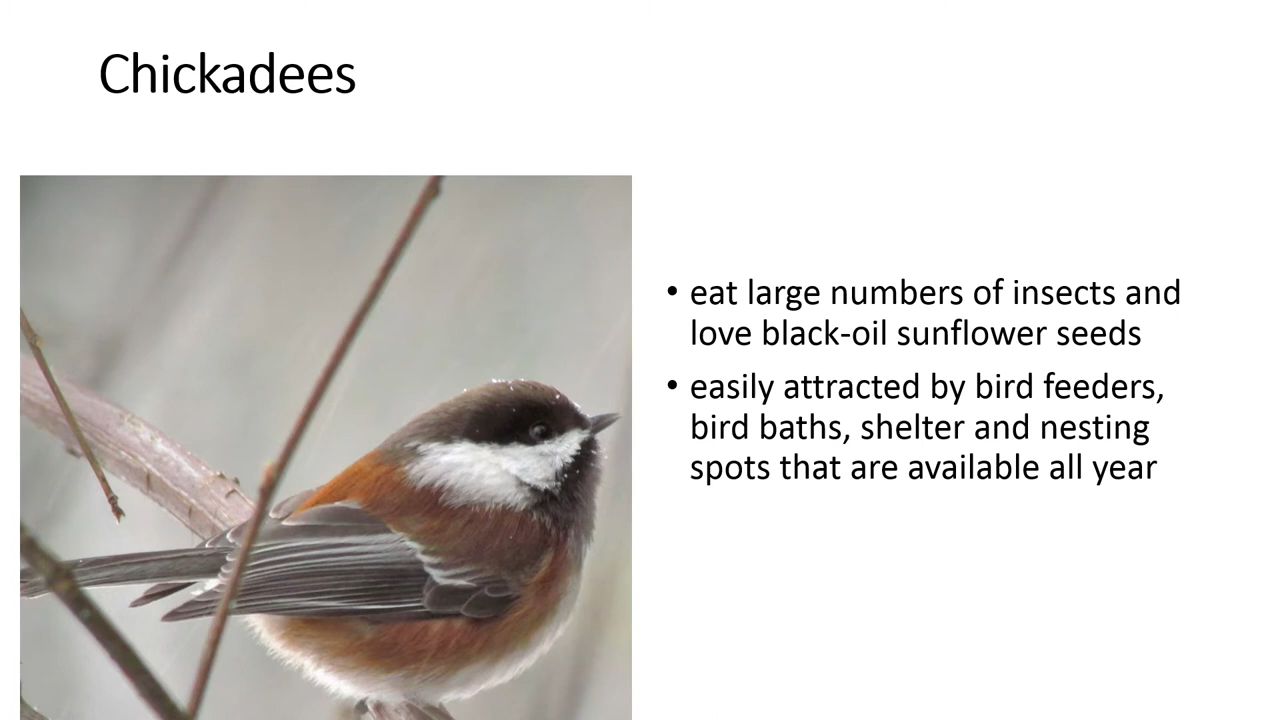 Chickadees
• eat large numbers of insects and
love black-oil sunflower seeds
• easily attracted by bird feeders,
bird baths, shelter and nesting
spots that are available all year